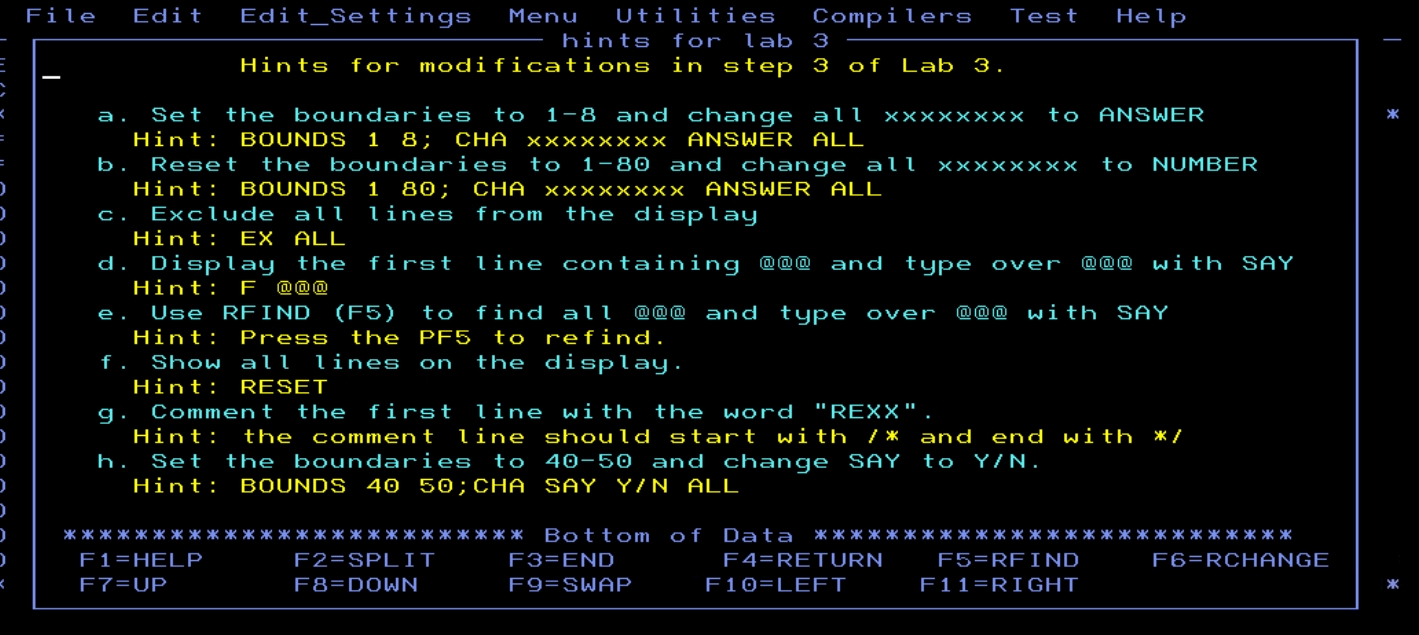 File Edit Edit_Settings Menu Utilities Compilers Test Help
hints for lab 3
Hints for modifications in step 3 of Lab 3.
a. Set the boundaries to 1-8 and change all xxxxxxxx to ANSWER
Hint: BOUNDS 1 8; CHA xxxxxxxx ANSWER ALL
b. Reset the boundaries to 1-80 and change all xxxxxxxx to NUMBER
Hint: BOUNDS 1 80; CHA xxxxxxxx ANSWER ALL
c. Exclude all lines from the display
Hint: EX ALL
d. Display the first line containing @@@ and type over @@@ with SAY
Hint: F @@@
e. Use RFIND (F5) to find all @@@ and type over @@@ with SAY
Hint: Press the PF5 to refind.
f. Show all lines on the display.
Hint: RESET
g. Comment the first line with the word "REXX".
Hint: the comment line should start with /* and end with */
h. Set the boundaries to 40-50 and change SAY to Y/N.
Hint: BOUNDS 40 50;CHA SAY Y/N ALL
************************** Bottom of Data ***************************
F1=HELP F2=SPLIT F3=END F4=RETURN F5=RFIND F6=RCHANGE
F7=UP F8=DOWN F9=SWAP F10=LEFT F11=RIGHT